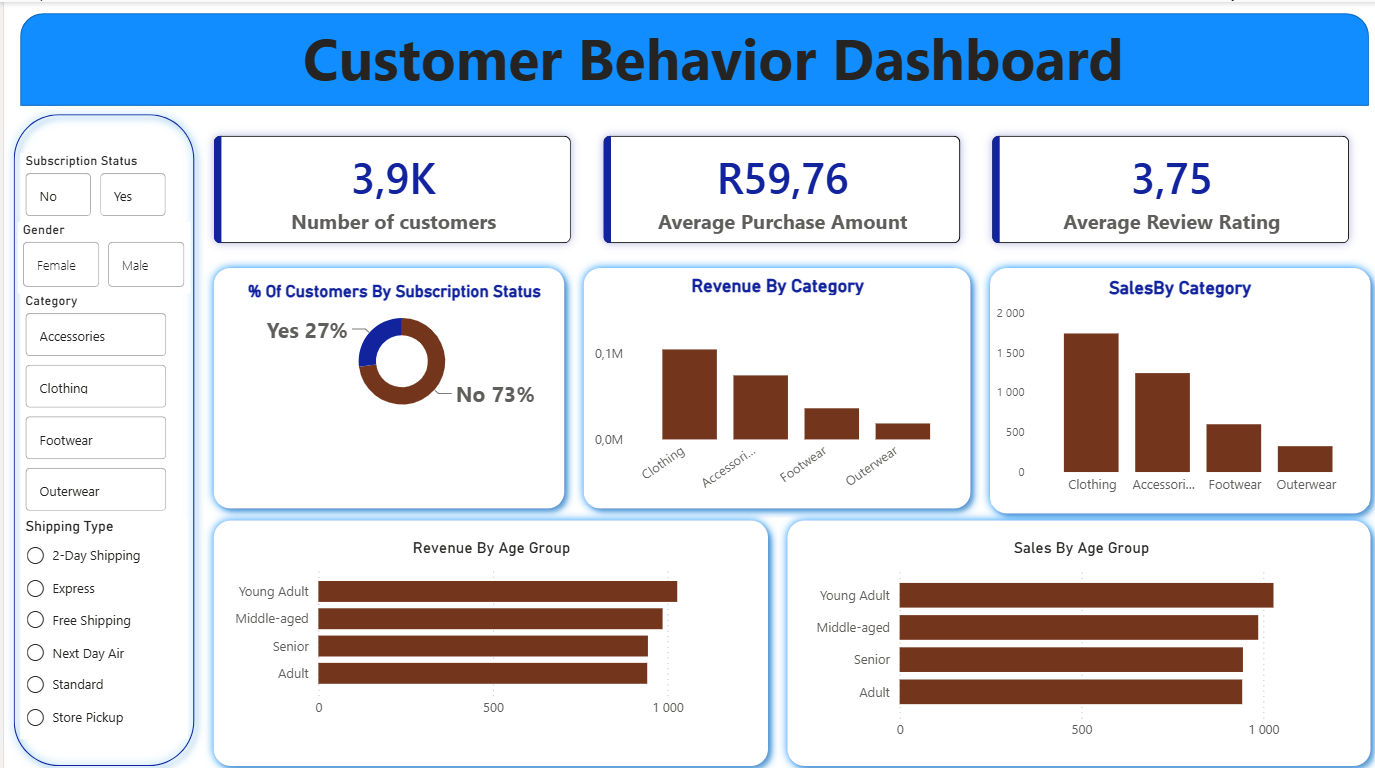 Customer Behavior Dashboard
Subscription Status
No Yes
Gender
Female Male
Category
Accessories
Clothing
Footwear
Outerwear
Shipping Type
2-Day Shipping
Express
Free Shipping
Next Day Air
Standard
Store Pickup
3,9K
Number of customers
R59,76
Average Purchase Amount
3,75
Average Review Rating
% Of Customers By Subscription Status
Yes 27%
No 73%
Revenue By Category
0,1M
0,0M
Clothing Accessori... Footwear Outerwear
SalesBy Category
2 000
1 500
1 000
500
0
Clothing Accessori... Footwear Outerwear
Revenue By Age Group
Young Adult
Middle-aged
Senior
Adult
0 500 1 000
Sales By Age Group
Young Adult
Middle-aged
Senior
Adult
0 500 1 000